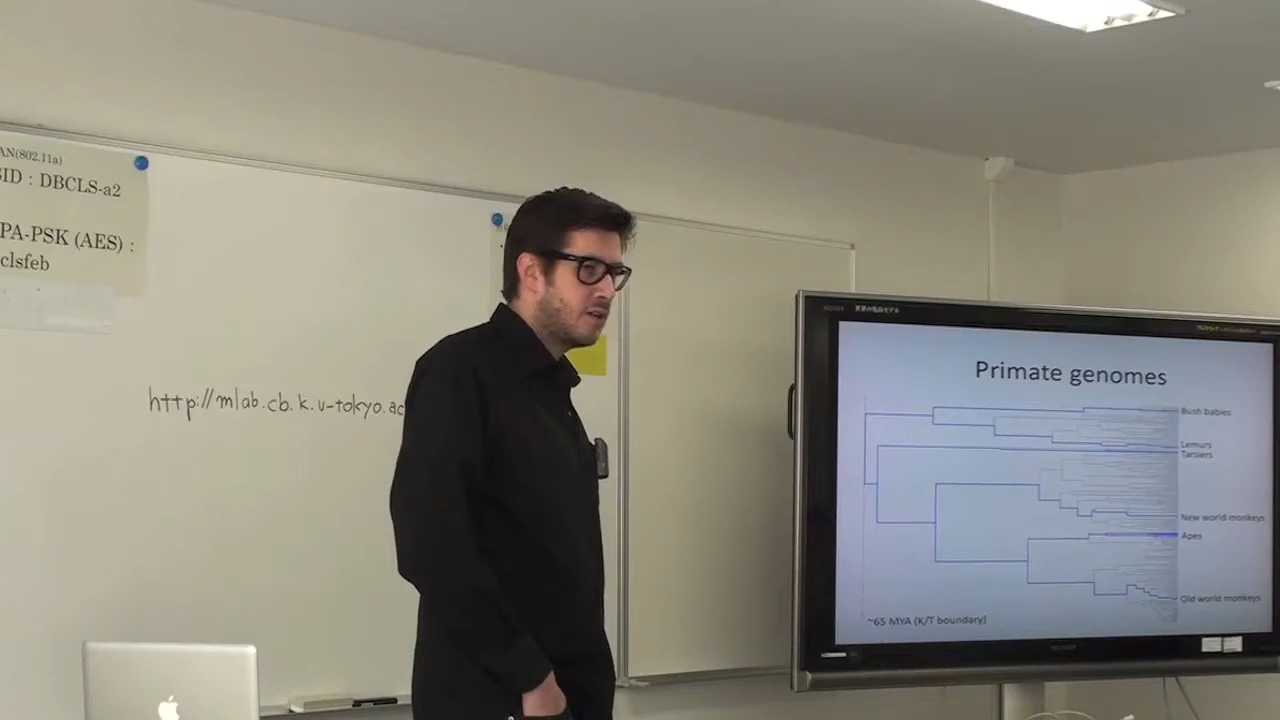 AN(802.11a)
SID : DBCLS-a2
PA-PSK (AES) :
clsfeb
http://mlab.cb.k.u-tokyo.ac
Primate genomes
Bush babies
Lemurs
Tarsiers
New world monkeys
Apes
Old world monkeys
~65 MYA (K/T boundary)